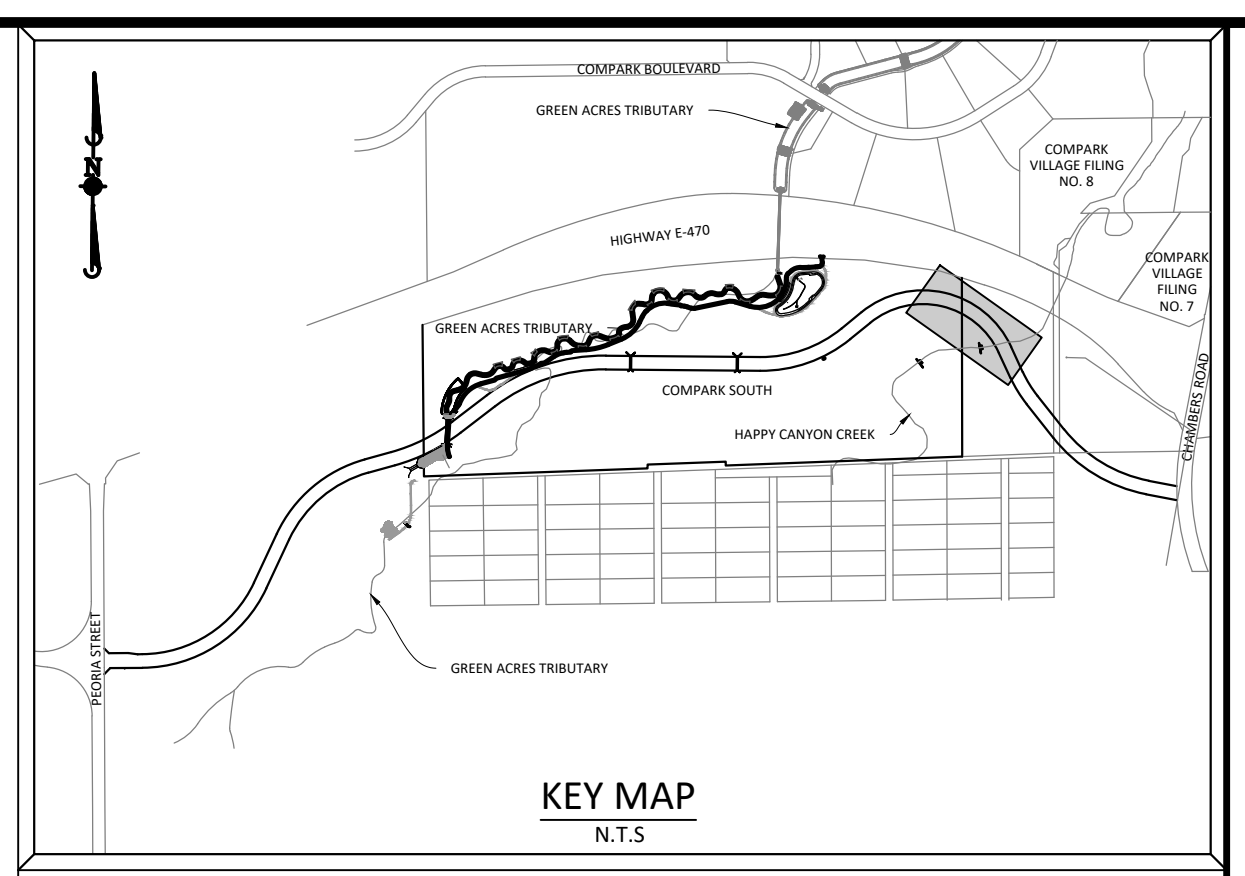 COMPARK BOULEVARD
GREEN ACRES TRIBUTARY
N
COMPARK
VILLAGE FILING
NO. 8
HIGHWAY E-470
COMPARK
VILLAGE
FILING
NO. 7
GREEN ACRES TRIBUTARY
COMPARK SOUTH
CHAMBERS ROAD
HAPPY CANYON CREEK
PEORIA STREET
GREEN ACRES TRIBUTARY
KEY MAP
N.T.S